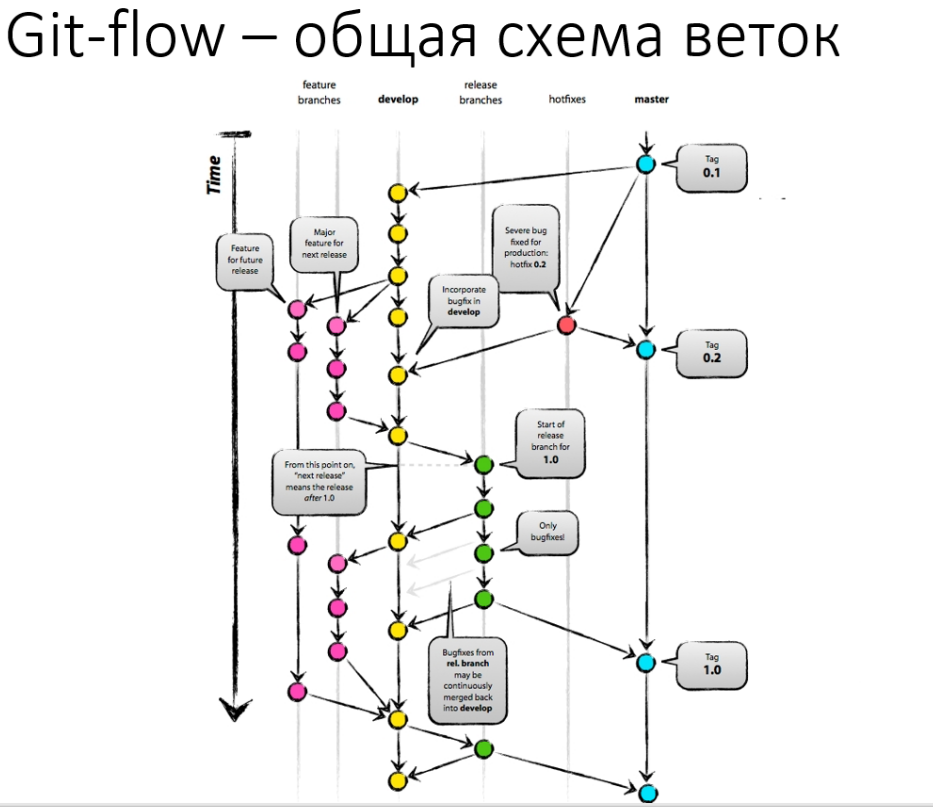 Git-flow – общая схема веток
feature
branches
develop
release
branches
hotfixes
master
Time
Tag
0.1
Feature
for future
release
Major
feature for
next release
Severe bug
fixed for
production:
hotfix 0.2
Incorporate
bugfix in
develop
Tag
0.2
Start of
release
branch for
1.0
From this point on,
"next release"
means the release
after 1.0
Only
bugfixes!
Bugfixes from
rel. branch
may be
continuously
merged back
into develop
Tag
1.0